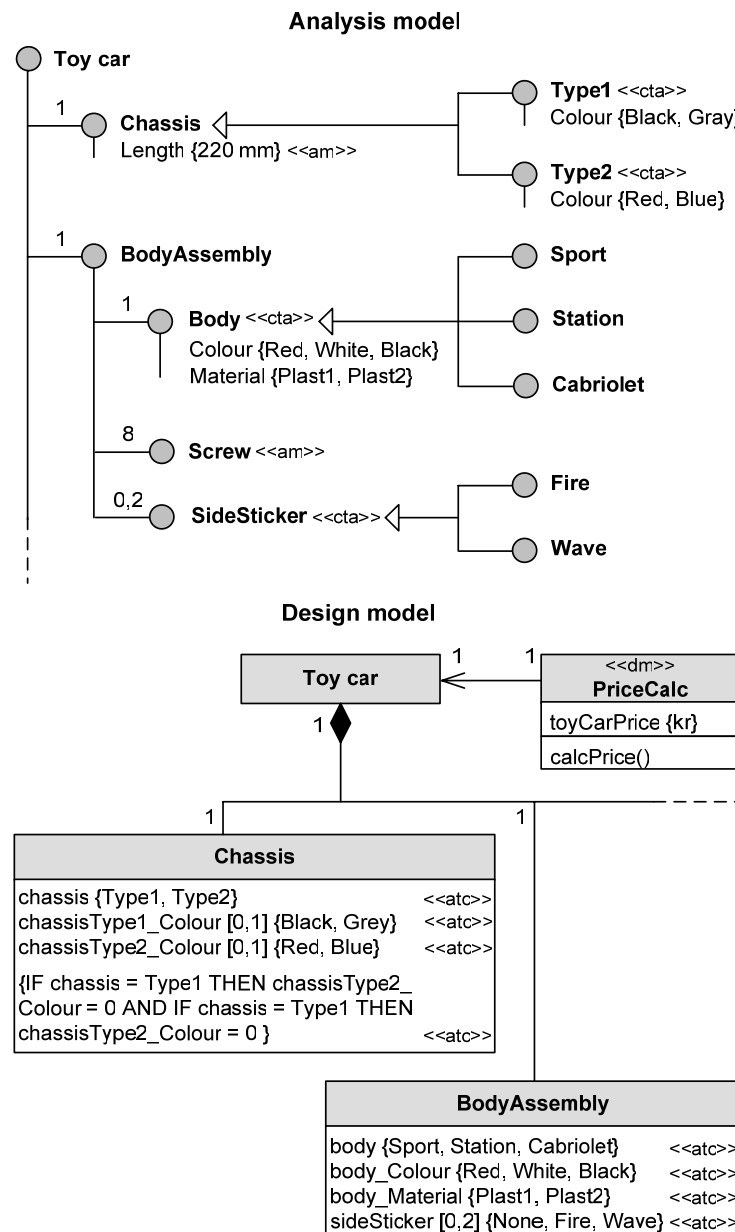 Analysis model
Toy car
1
Chassis
Length {220 mm} <<am>>
Type1 <<cta>>
Colour {Black, Gray}
Type2 <<cta>>
Colour {Red, Blue}
1
BodyAssembly
1
Body <<cta>>
Colour {Red, White, Black}
Material {Plast1, Plast2}
Sport
Station
Cabriolet
8
Screw <<am>>
0,2
SideSticker <<cta>>
Fire
Wave
Design model
Toy car
1
1
1
<<dm>>
PriceCalc
toyCarPrice {kr}
calcPrice()
1
1
Chassis
chassis {Type1, Type2} <<atc>>
chassisType1_Colour [0,1] {Black, Grey} <<atc>>
chassisType2_Colour [0,1] {Red, Blue} <<atc>>
{IF chassis = Type1 THEN chassisType2_
Colour = 0 AND IF chassis = Type1 THEN
chassisType2_Colour = 0 } <<atc>>
BodyAssembly
body {Sport, Station, Cabriolet} <<atc>>
body_Colour {Red, White, Black} <<atc>>
body_Material {Plast1, Plast2} <<atc>>
sideSticker [0,2] {None, Fire, Wave} <<atc>>